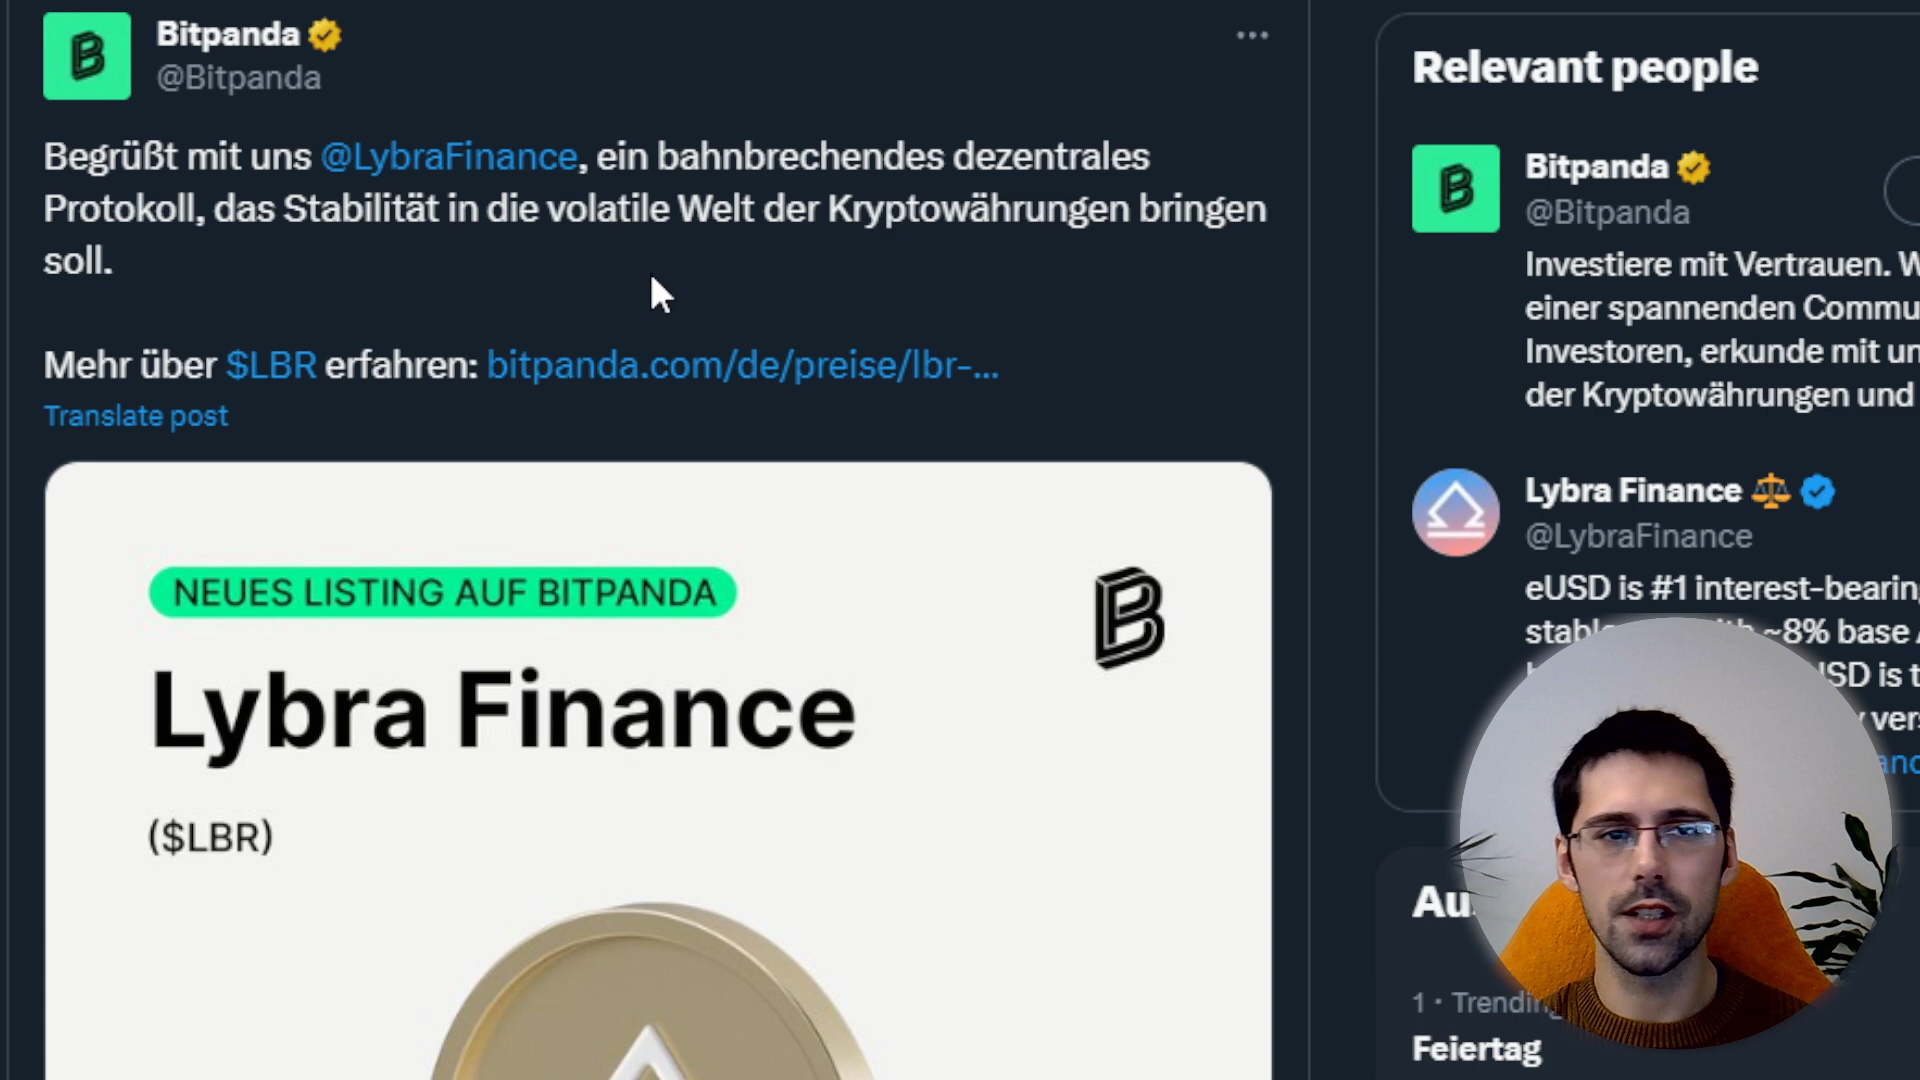 Bitpanda
@Bitpanda
Begrüßt mit uns @LybraFinance, ein bahnbrechendes dezentrales
Protokoll, das Stabilität in die volatile Welt der Kryptowährungen bringen
soll.
Mehr über $LBR erfahren: bitpanda.com/de/preise/lbr-...
Translate post
NEUES LISTING AUF BITPANDA
Lybra Finance
($LBR)
Relevant people
Bitpanda
@Bitpanda
Investiere mit Vertrauen.
einer spannenden
Investoren, erkunde mit
der Kryptowährungen und
Lybra Finance
@LybraFinance
eUSD is #1
~8% base
is
1 · Trending
Feiertag